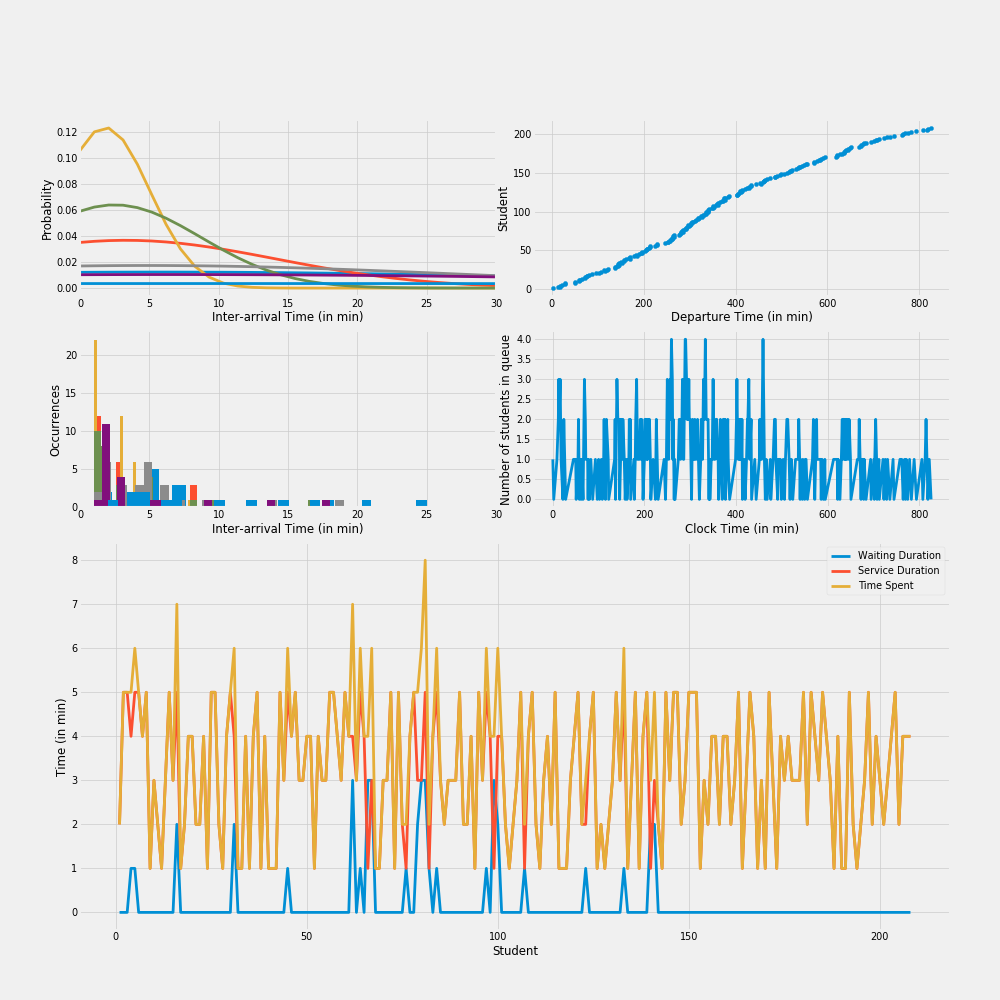 0.12
0.10
0.08
0.06
0.04
0.02
0.00
Probability
0 5 10 15 20 25 30
Inter-arrival Time (in min)
200
150
100
50
0
Student
0 200 400 600 800
Departure Time (in min)
20
15
10
5
0
Occurrences
0 5 10 15 20 25 30
Inter-arrival Time (in min)
4.0
3.5
3.0
2.5
2.0
1.5
1.0
0.5
0.0
Number of students in queue
0 200 400 600 800
Clock Time (in min)
8
7
6
5
4
3
2
1
0
Time (in min)
Waiting Duration
Service Duration
Time Spent
0 50 100 150 200
Student